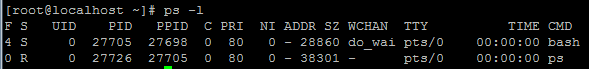 [root@localhost ~]# ps -l
F S   UID   PID  PPID  C PRI  NI ADDR SZ WCHAN  TTY          TIME CMD
4 S     0 27705 27698  0  80   0 - 28860 do_wai pts/0    00:00:00 bash
0 R     0 27726 27705  0  80   0 - 38301 -      pts/0    00:00:00 ps